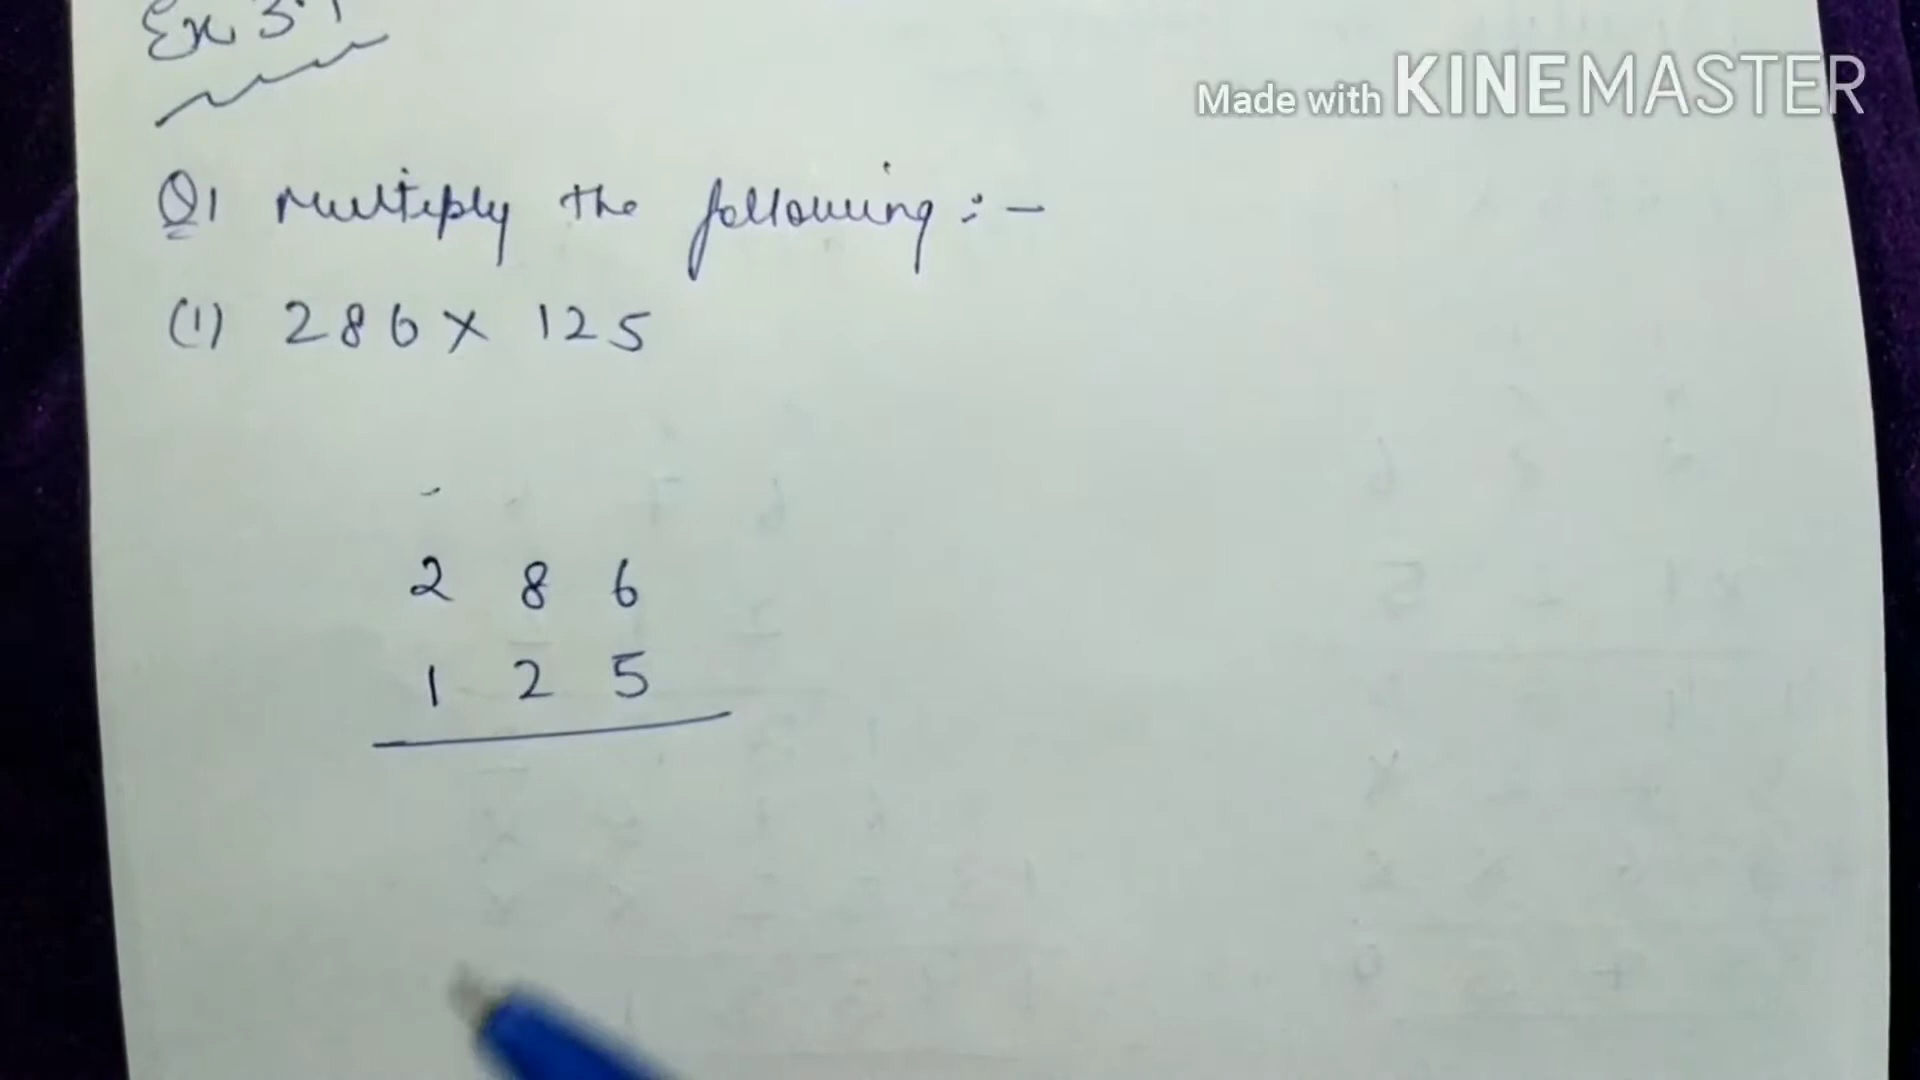 Ex 3.1
Made with KINEMASTER
Q1 Multiply the following :-
(1) 286 × 125
2 8 6
1 2 5